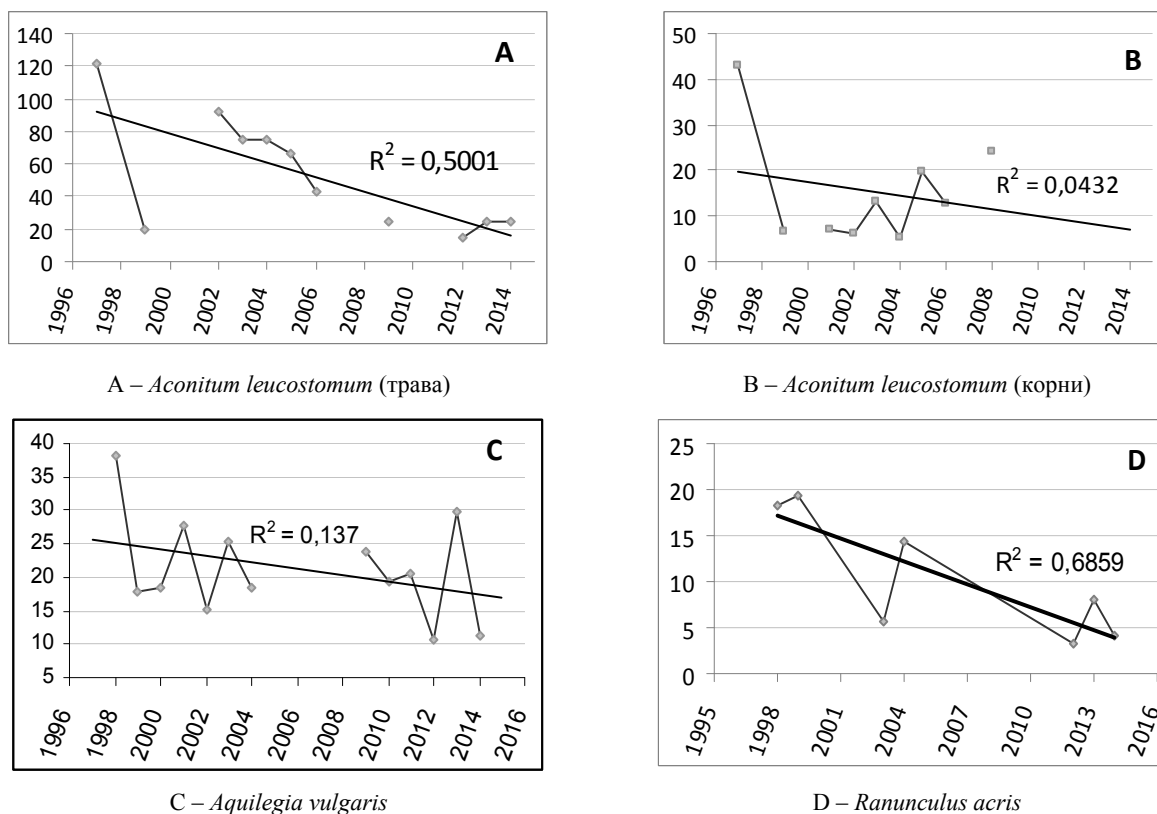 A
140
120
100
80
60
40
20
0
R² = 0,5001
1996 1998 2000 2002 2004 2006 2008 2010 2012 2014
A – Aconitum leucostomum (трава)
B
50
40
30
20
10
0
R² = 0,0432
1996 1998 2000 2002 2004 2006 2008 2010 2012 2014
B – Aconitum leucostomum (корни)
C
40
35
30
25
20
15
10
5
R² = 0,137
1996 1998 2000 2002 2004 2006 2008 2010 2012 2014 2016
C – Aquilegia vulgaris
D
25
20
15
10
5
0
R² = 0,6859
1995 1998 2001 2004 2007 2010 2013 2016
D – Ranunculus acris